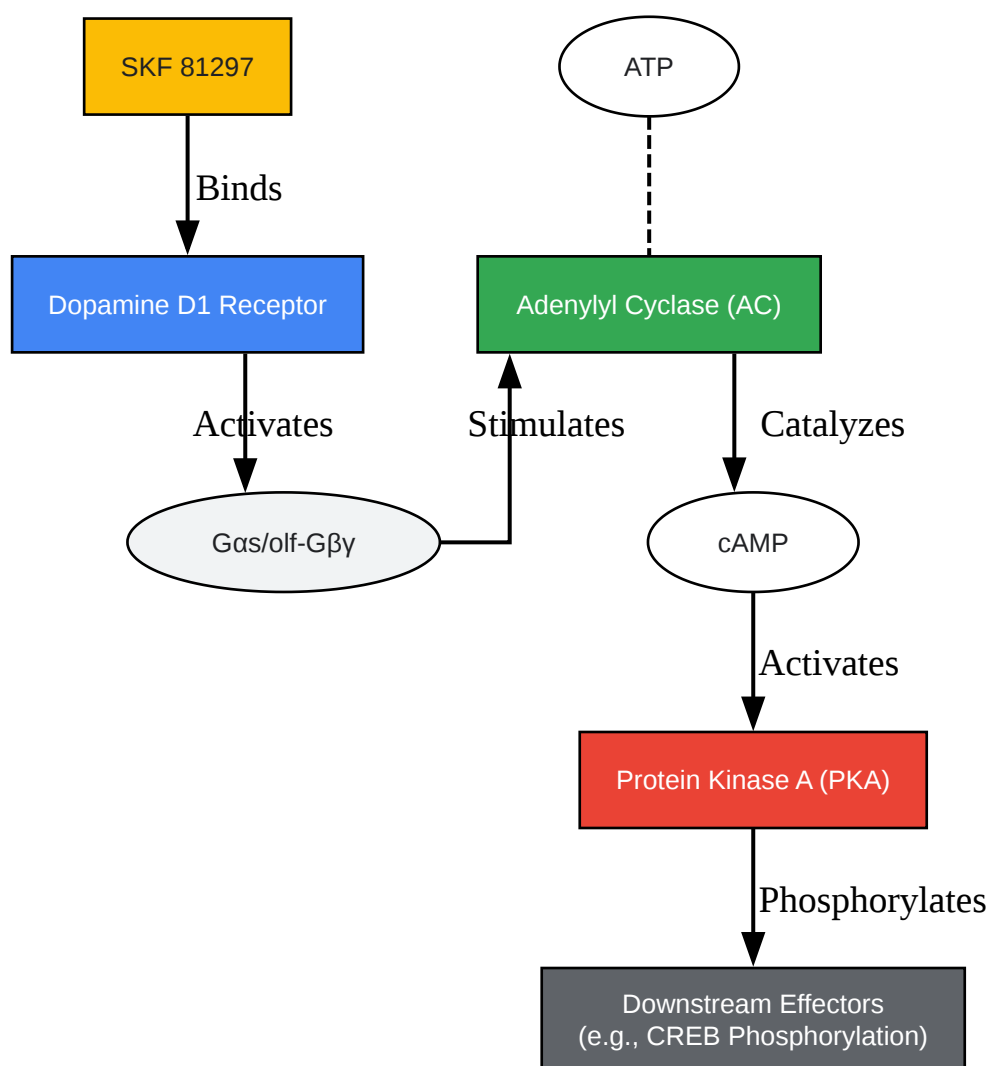 SKF 81297
ATP
Binds
Dopamine D1 Receptor
Adenylyl Cyclase (AC)
Activates
Stimulates
Catalyzes
Gαs/olf-Gβγ
cAMP
Activates
Protein Kinase A (PKA)
Phosphorylates
Downstream Effectors
(e.g., CREB Phosphorylation)